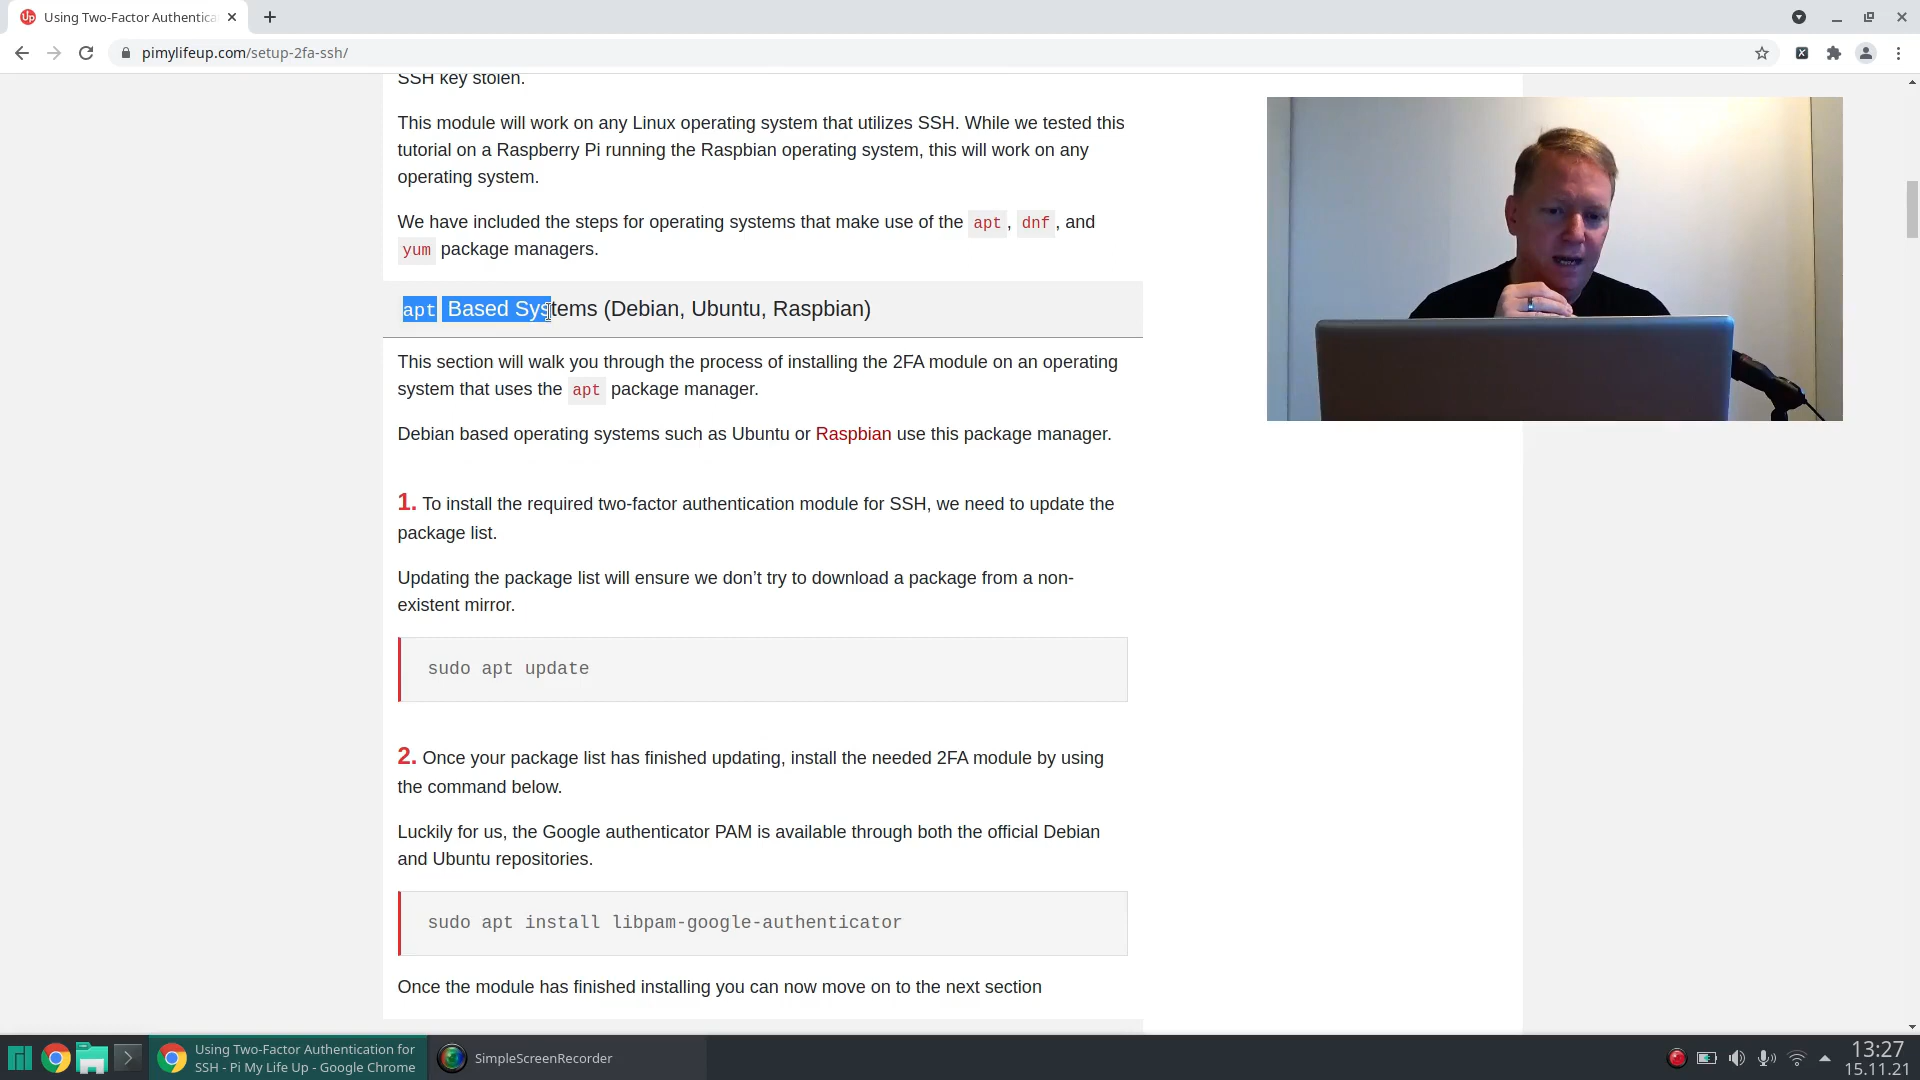 Up Using Two-Factor Authentica
pimylifeup.com/setup-2fa-ssh/
SSH key stolen.
This module will work on any Linux operating system that utilizes SSH. While we tested this
tutorial on a Raspberry Pi running the Raspbian operating system, this will work on any
operating system.
We have included the steps for operating systems that make use of the apt, dnf, and
yum package managers.
apt Based Systems (Debian, Ubuntu, Raspbian)
This section will walk you through the process of installing the 2FA module on an operating
system that uses the apt package manager.
Debian based operating systems such as Ubuntu or Raspbian use this package manager.
1. To install the required two-factor authentication module for SSH, we need to update the
package list.
Updating the package list will ensure we don’t try to download a package from a non-
existent mirror.
sudo apt update
2. Once your package list has finished updating, install the needed 2FA module by using
the command below.
Luckily for us, the Google authenticator PAM is available through both the official Debian
and Ubuntu repositories.
sudo apt install libpam-google-authenticator
Once the module has finished installing you can now move on to the next section
Using Two-Factor Authentication for
SSH - Pi My Life Up - Google Chrome
SimpleScreenRecorder
13:27
15.11.21